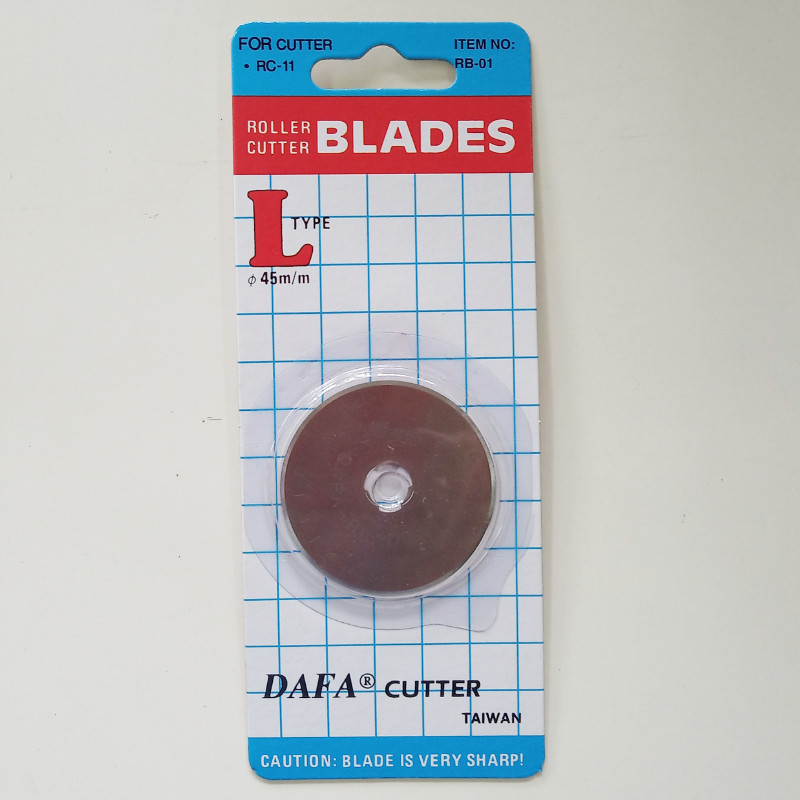 FOR CUTTER
• RC-11
ITEM NO:
RB-01
ROLLER
CUTTER
BLADES
L TYPE
φ 45m/m
DAFA® CUTTER
TAIWAN
CAUTION: BLADE IS VERY SHARP!